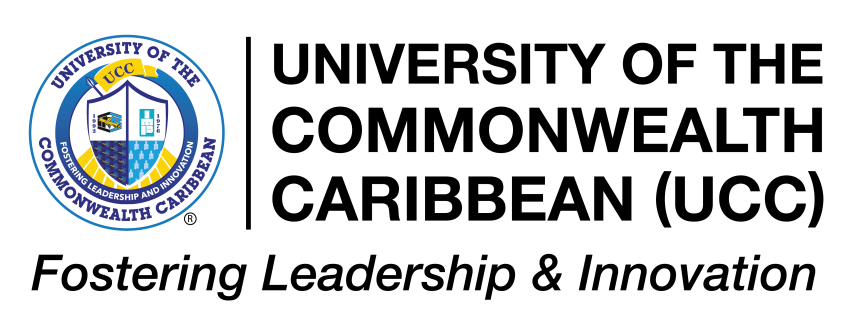 UNIVERSITY OF THE
UCC
1992
1976
FOSTERING LEADERSHIP AND INNOVATION
COMMONWEALTH CARIBBEAN
®
UNIVERSITY OF THE
COMMONWEALTH
CARIBBEAN (UCC)
Fostering Leadership & Innovation